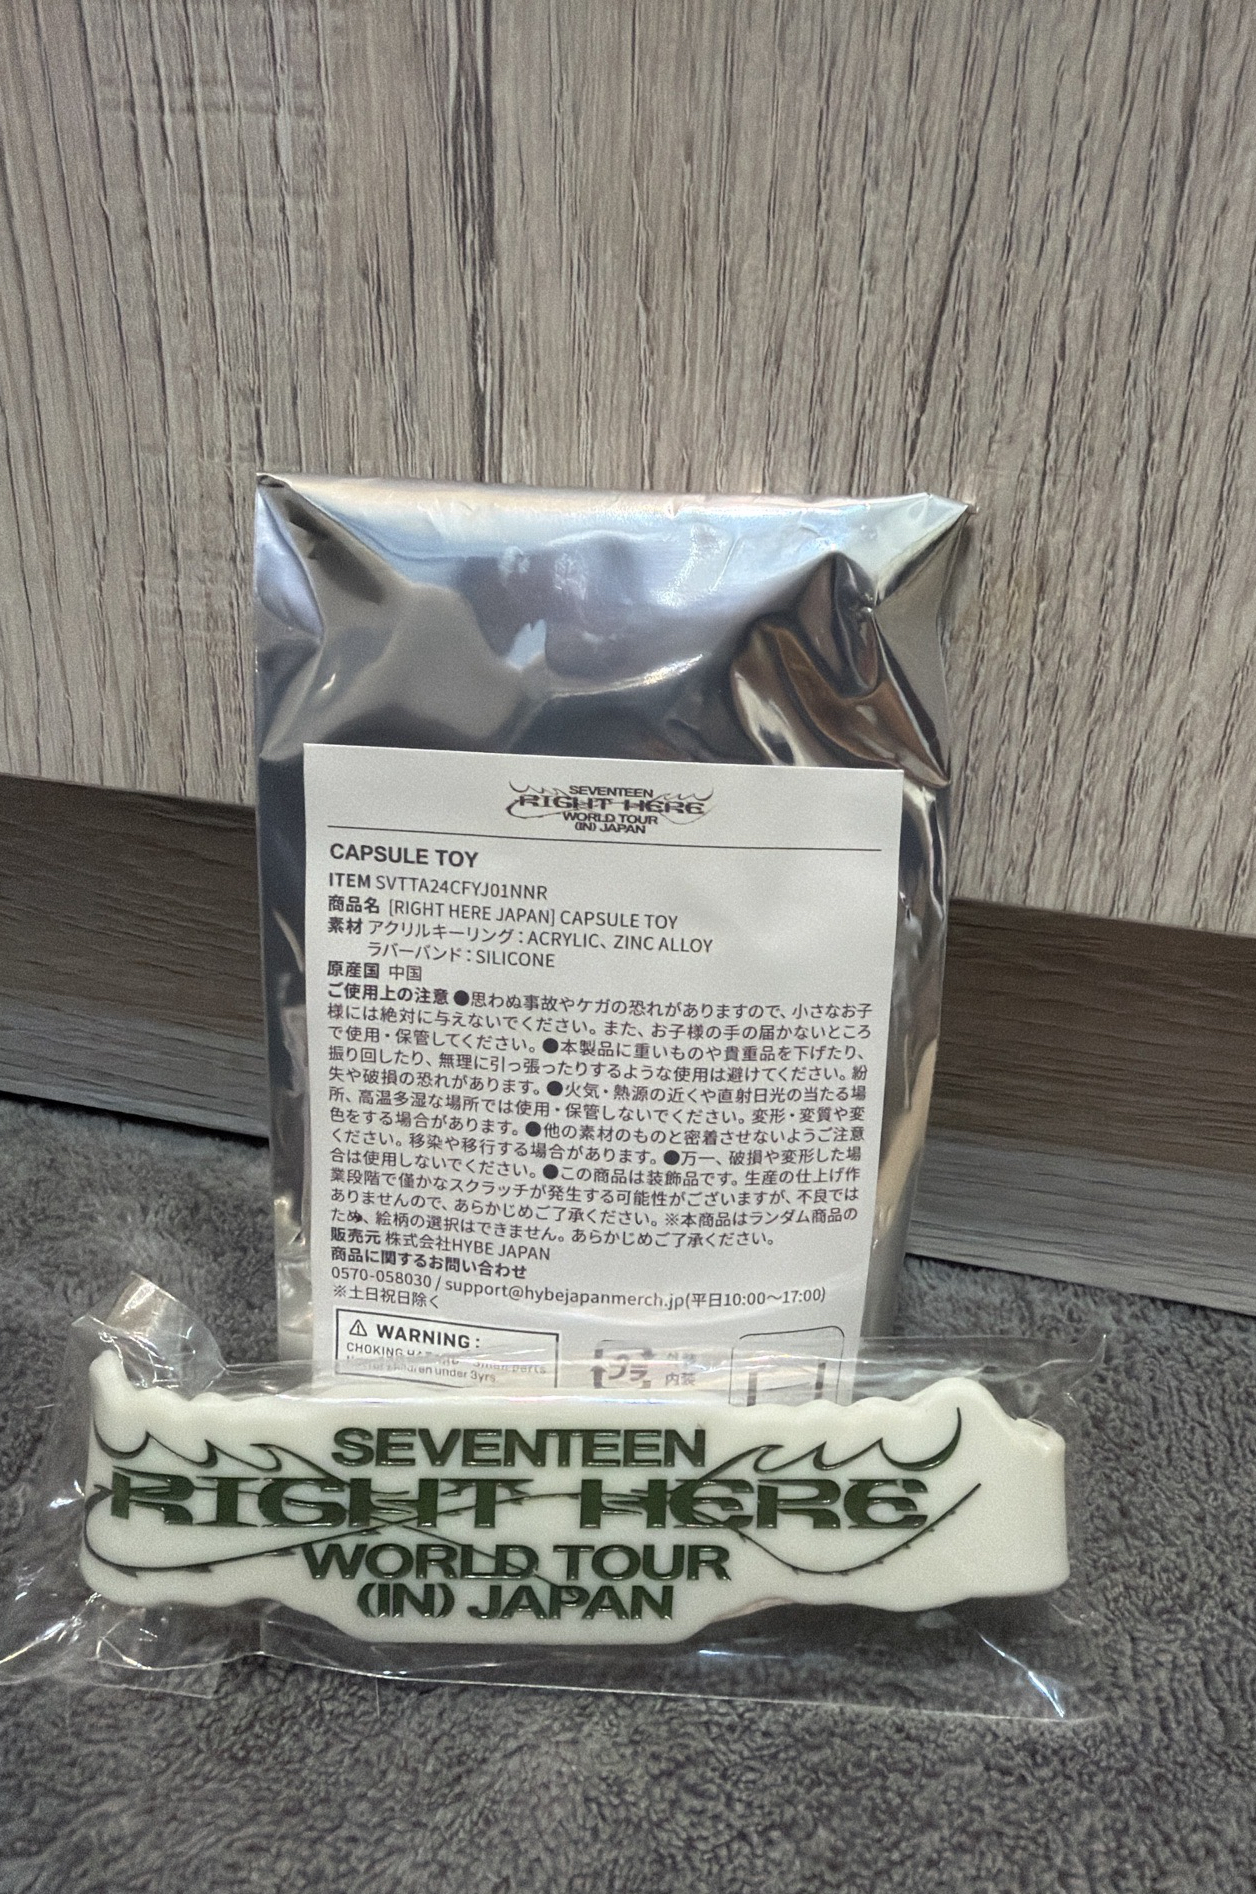 SEVENTEEN
RIGHT HERE
WORLD TOUR
(IN) JAPAN
CAPSULE TOY
ITEM SVTTA24CFYJ01NNR
商品名 [RIGHT HERE JAPAN] CAPSULE TOY
素材 アクリルキーリング：ACRYLIC、ZINC ALLOY
ラバーバンド：SILICONE
原産国 中国
ご使用上の注意 ●思わぬ事故やケガの恐れがありますので、小さなお子
様には絶対に与えないでください。また、お子様の手の届かないところ
で使用・保管してください。●本製品に重いものや貴重品を下げたり、
振り回したり、無理に引っ張ったりするような使用は避けてください。紛
失や破損の恐れがあります。●火気・熱源の近くや直射日光の当たる場
所、高温多湿な場所では使用・保管しないでください。変形・変質や変
色をする場合があります。●他の素材のものと密着させないようご注意
ください。移染や移行する場合があります。●万一、破損や変形した場
合は使用しないでください。●この商品は装飾品です。生産の仕上げ作
業段階で僅かなスクラッチが発生する可能性がございますが、不良では
ありませんので、あらかじめご了承ください。※本商品はランダム商品の
ため、絵柄の選択はできません。あらかじめご了承ください。
販売元 株式会社HYBE JAPAN
商品に関するお問い合わせ
0570-058030 / support@hybejapanmerch.jp(平日10:00〜17:00)
※土日祝日除く
⚠ WARNING :
CHOKING HAZARD - Small parts
Not for children under 3yrs
プラ
外装
内装
SEVENTEEN
RIGHT HERE
WORLD TOUR
(IN) JAPAN